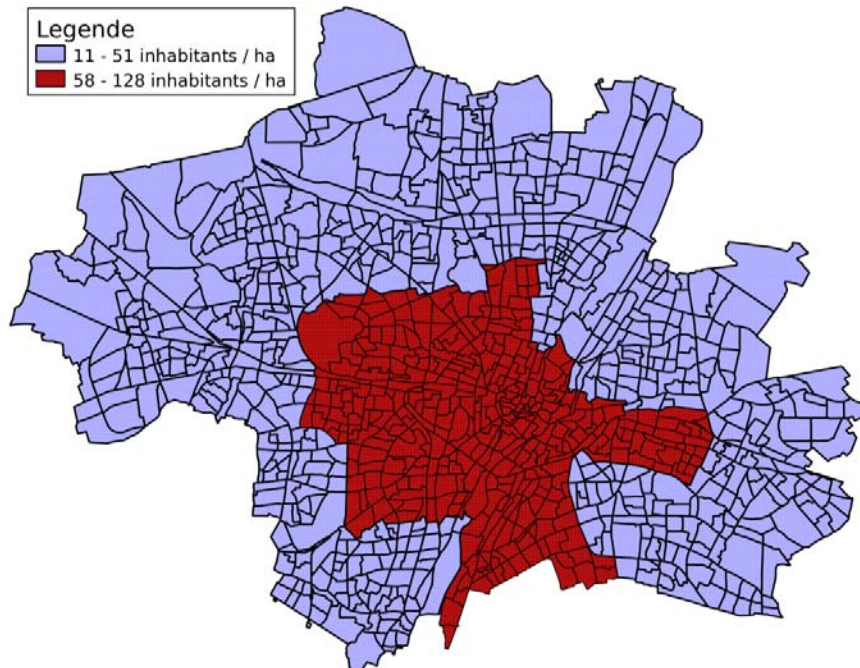 Legende
11 - 51 inhabitants / ha
58 - 128 inhabitants / ha